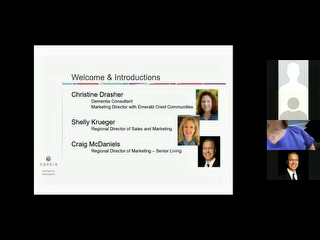 Welcome & Introductions
Christine Drasher
Dementia Consultant
Marketing Director with Emerald Crest Communities
Shelly Krueger
Regional Director of Sales and Marketing
Craig McDaniels
Regional Director of Marketing – Senior Living
cassia